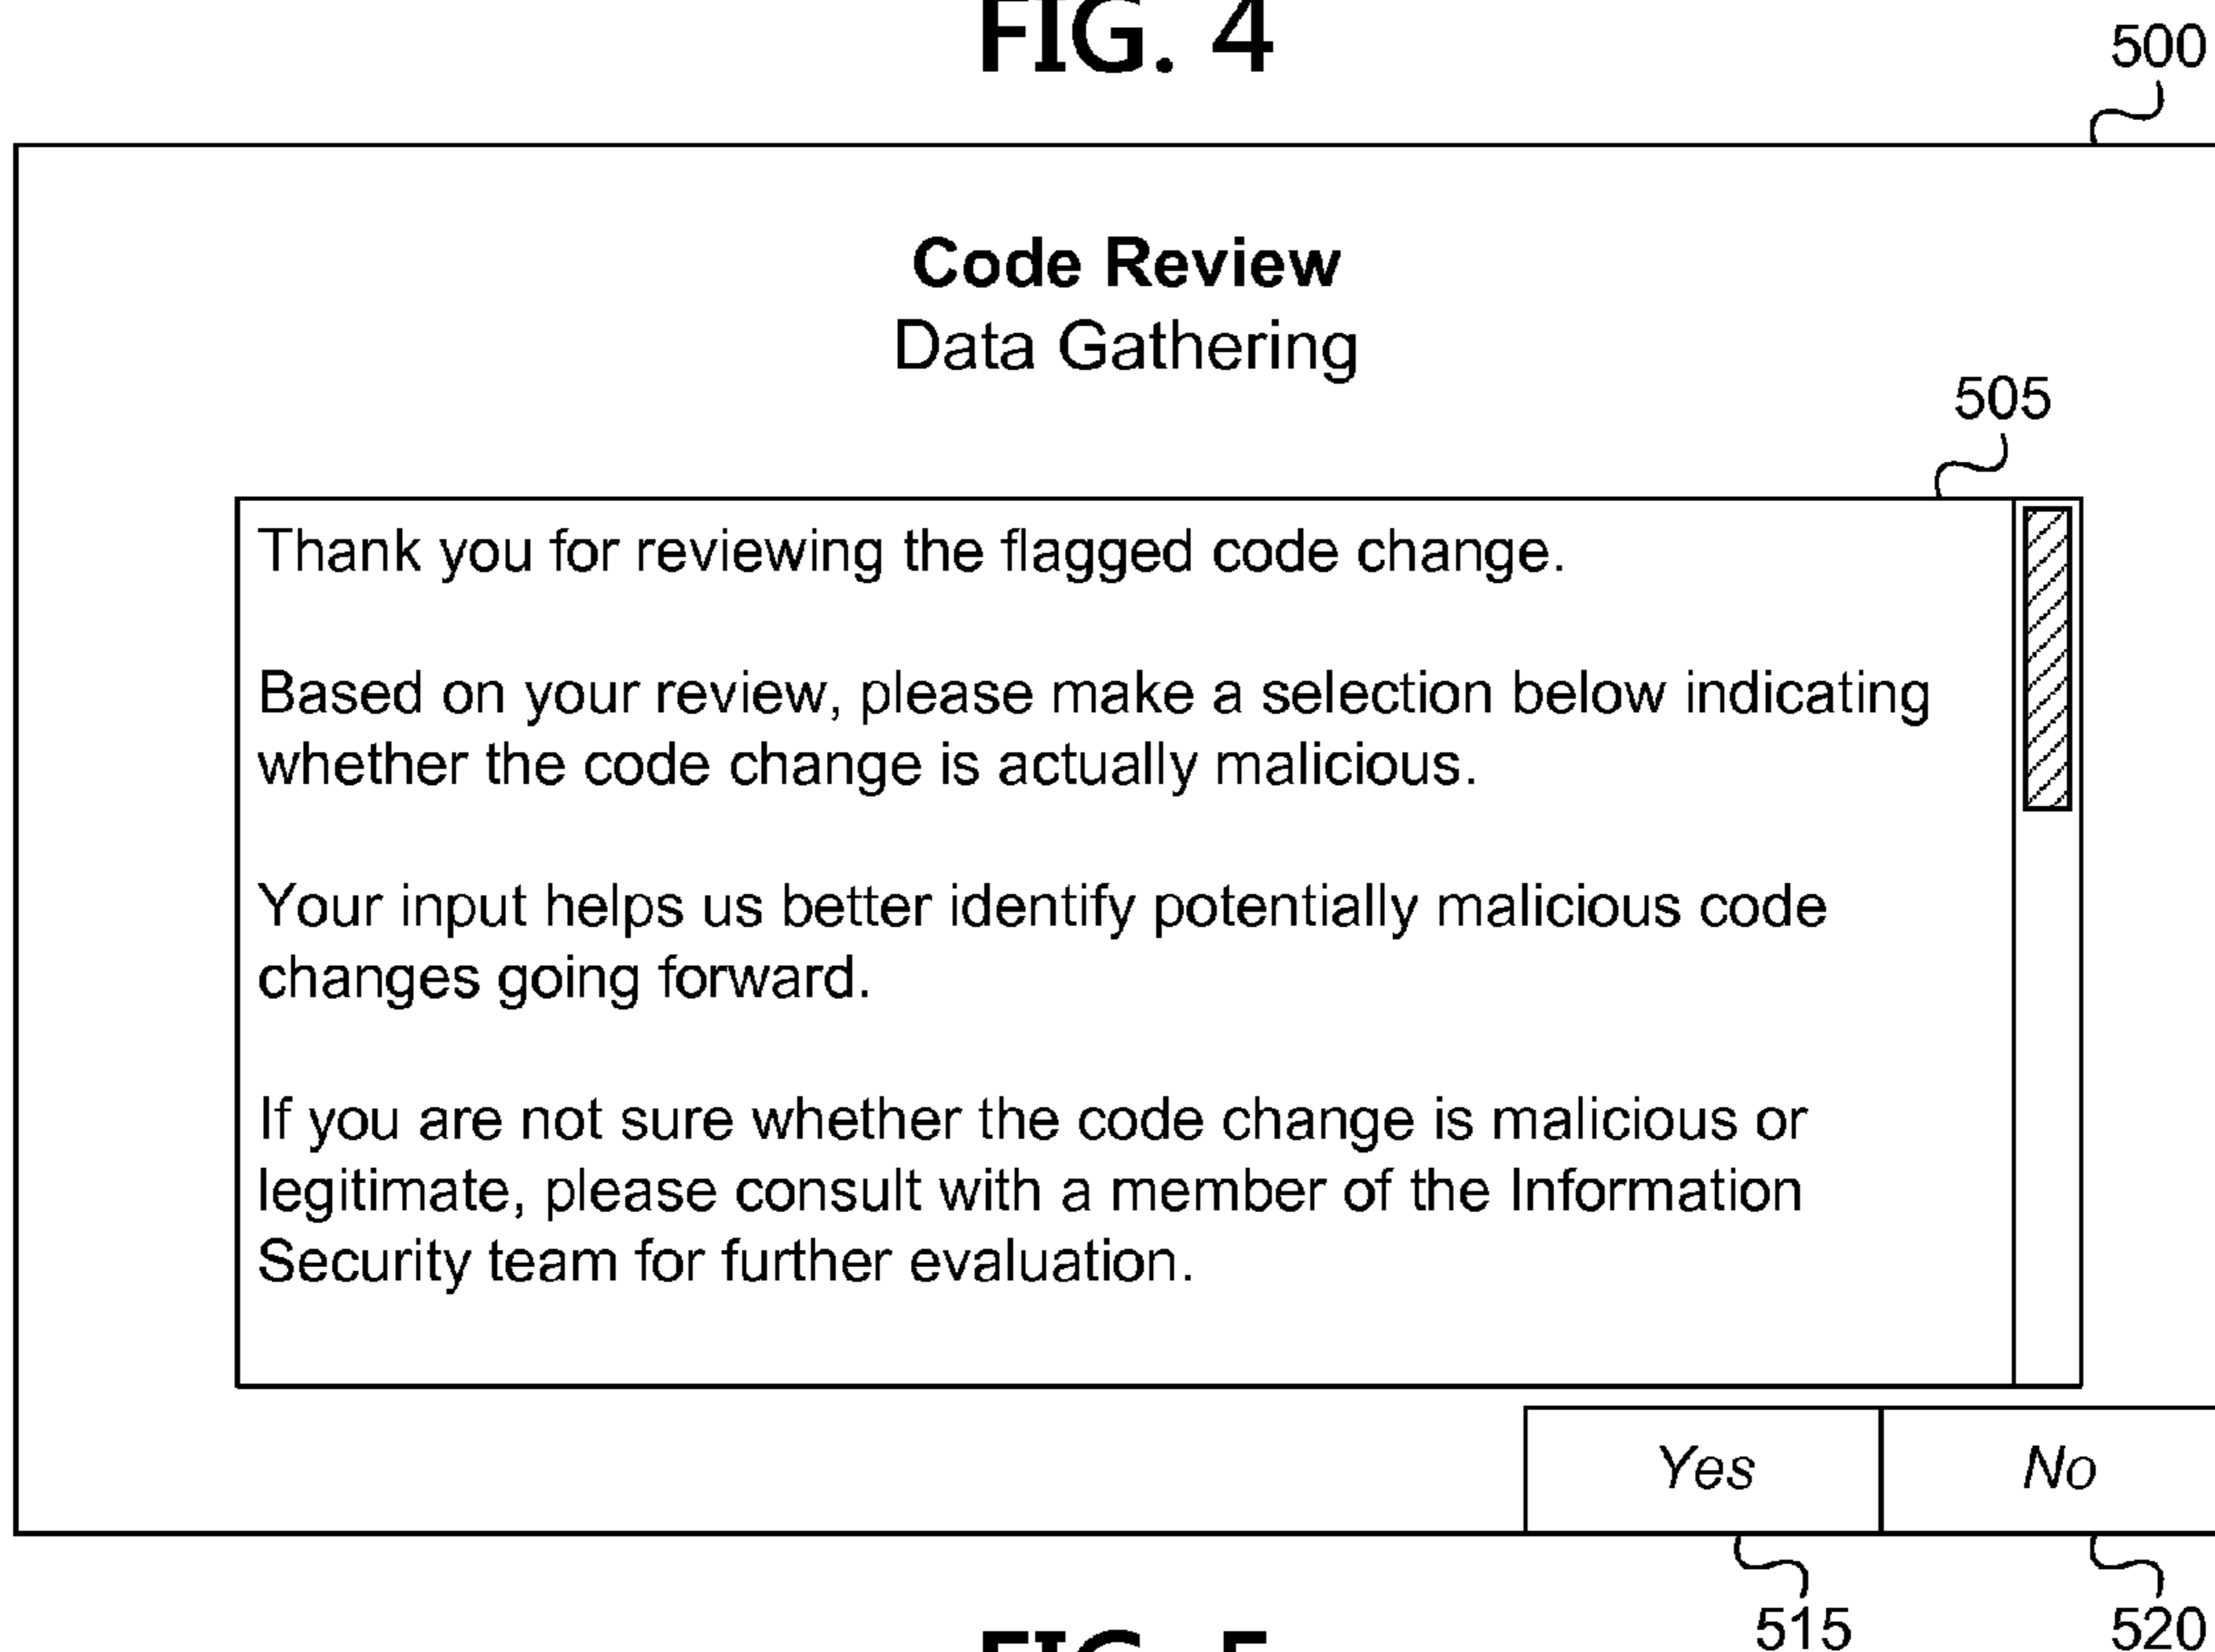 FIG. 4
500
Code Review
Data Gathering
505
Thank you for reviewing the flagged code change.
Based on your review, please make a selection below indicating
whether the code change is actually malicious.
Your input helps us better identify potentially malicious code
changes going forward.
If you are not sure whether the code change is malicious or
legitimate, please consult with a member of the Information
Security team for further evaluation.
Yes
No
515
520
FIG. 5